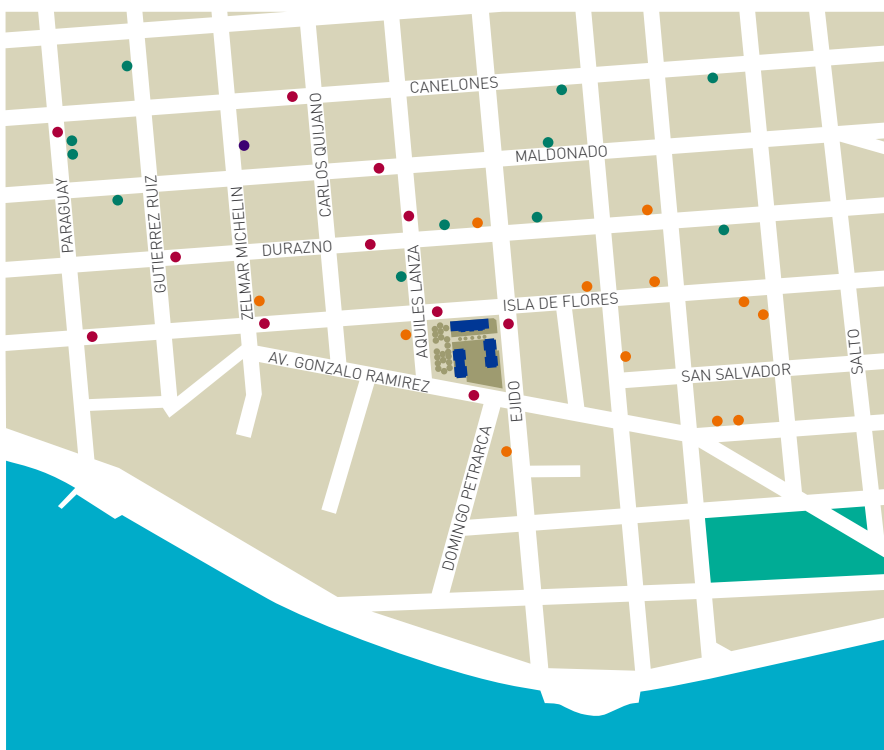 CANELONES
MALDONADO
CARLOS QUIJANO
PARAGUAY
GUTIERREZ RUIZ
ZELMAR MICHELIN
DURAZNO
AQUILES LANZA
ISLA DE FLORES
SALTO
AV. GONZALO RAMIREZ
SAN SALVADOR
EJIDO
DOMINGO PETRARCA